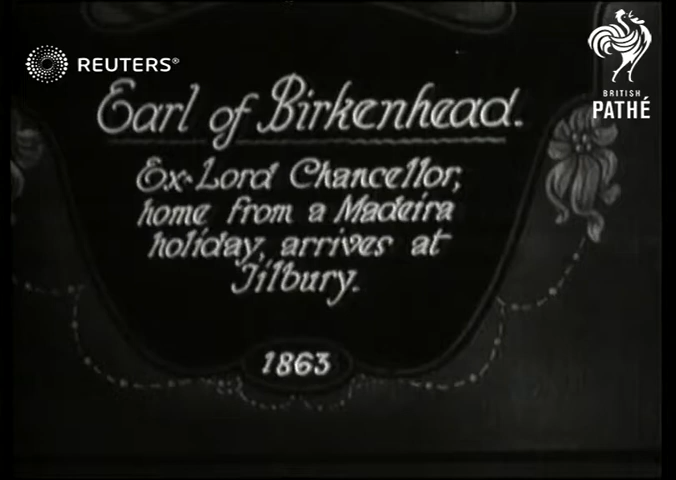 REUTERS®
BRITISH
PATHÉ
Earl of Birkenhead.
Ex-Lord Chancellor,
home from a Madeira
holiday, arrives at
Tilbury.
1863